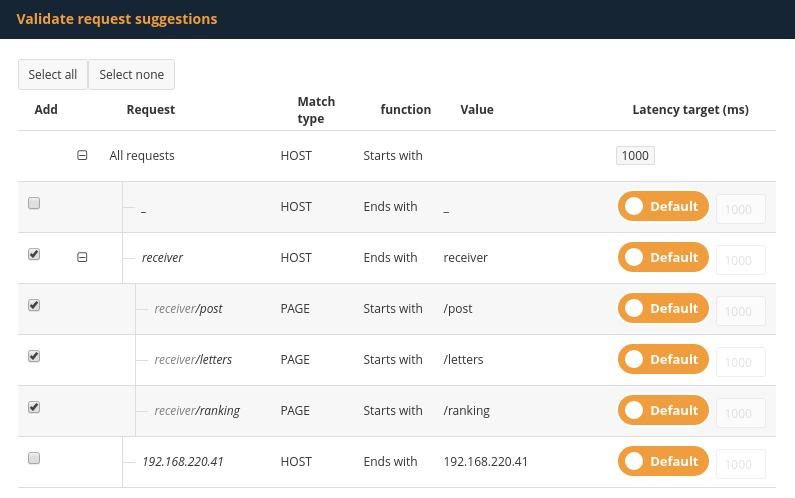 Validate request suggestions
Select all Select none
Add Request Match type function Value Latency target (ms)
All requests HOST Starts with 1000
_ HOST Ends with _ Default 1000
receiver HOST Ends with receiver Default 1000
receiver/post PAGE Starts with /post Default 1000
receiver/letters PAGE Starts with /letters Default 1000
receiver/ranking PAGE Starts with /ranking Default 1000
192.168.220.41 HOST Ends with 192.168.220.41 Default 1000